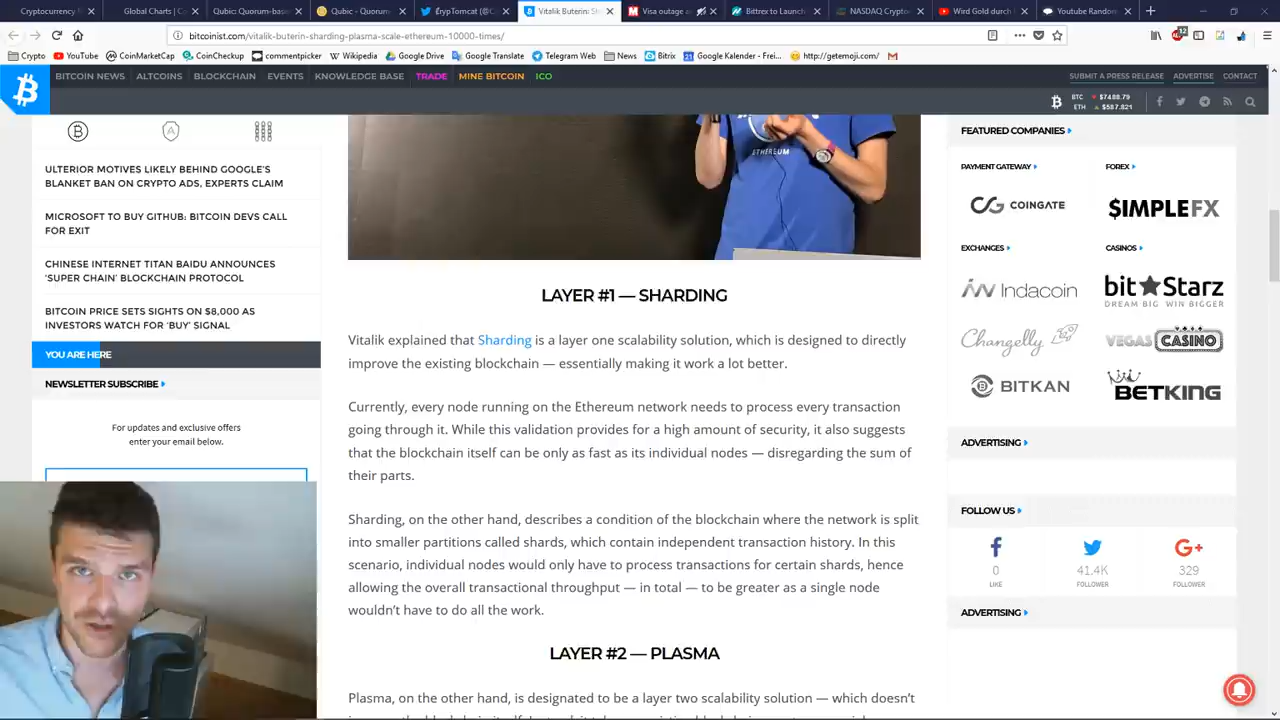 Cryptocurrency M
Global Charts | Co
Qubic: Quorum-base
Qubic – Quorum
CrypTomcat (@C
Vitalik Buterin: Sh
Visa outage a
Bittrex to Launch
NASDAQ Crypto
Wird Gold durch
Youtube Random
bitcoinist.com/vitalik-buterin-sharding-plasma-scale-ethereum-10000-times/
Crypto
YouTube
CoinMarketCap
CoinCheckup
commentpicker
Wikipedia
Google Drive
Google Translate
Telegram Web
News
Bitrix
Google Kalender - Frei...
http://getemoji.com/
BITCOIN NEWS
ALTCOINS
BLOCKCHAIN
EVENTS
KNOWLEDGE BASE
TRADE
MINE BITCOIN
ICO
SUBMIT A PRESS RELEASE
ADVERTISE
CONTACT
BTC $7488.79
ETH $587.821
ULTERIOR MOTIVES LIKELY BEHIND GOOGLE'S
BLANKET BAN ON CRYPTO ADS, EXPERTS CLAIM
MICROSOFT TO BUY GITHUB: BITCOIN DEVS CALL
FOR EXIT
CHINESE INTERNET TITAN BAIDU ANNOUNCES
'SUPER CHAIN' BLOCKCHAIN PROTOCOL
BITCOIN PRICE SETS SIGHTS ON $8,000 AS
INVESTORS WATCH FOR 'BUY' SIGNAL
YOU ARE HERE
NEWSLETTER SUBSCRIBE
For updates and exclusive offers
enter your email below.
ETHEREUM
LAYER #1 — SHARDING
Vitalik explained that Sharding is a layer one scalability solution, which is designed to directly
improve the existing blockchain — essentially making it work a lot better.
Currently, every node running on the Ethereum network needs to process every transaction
going through it. While this validation provides for a high amount of security, it also suggests
that the blockchain itself can be only as fast as its individual nodes — disregarding the sum of
their parts.
Sharding, on the other hand, describes a condition of the blockchain where the network is split
into smaller partitions called shards, which contain independent transaction history. In this
scenario, individual nodes would only have to process transactions for certain shards, hence
allowing the overall transactional throughput — in total — to be greater as a single node
wouldn't have to do all the work.
LAYER #2 — PLASMA
Plasma, on the other hand, is designated to be a layer two scalability solution — which doesn't
FEATURED COMPANIES
PAYMENT GATEWAY
FOREX
COINGATE
$IMPLEFX
EXCHANGES
CASINOS
Indacoin
bitStarz
DREAM BIG WIN BIGGER
Changelly
VEGAS CASINO
BITKAN
BETKING
ADVERTISING
FOLLOW US
0
LIKE
41.4K
FOLLOWER
329
FOLLOWER
ADVERTISING